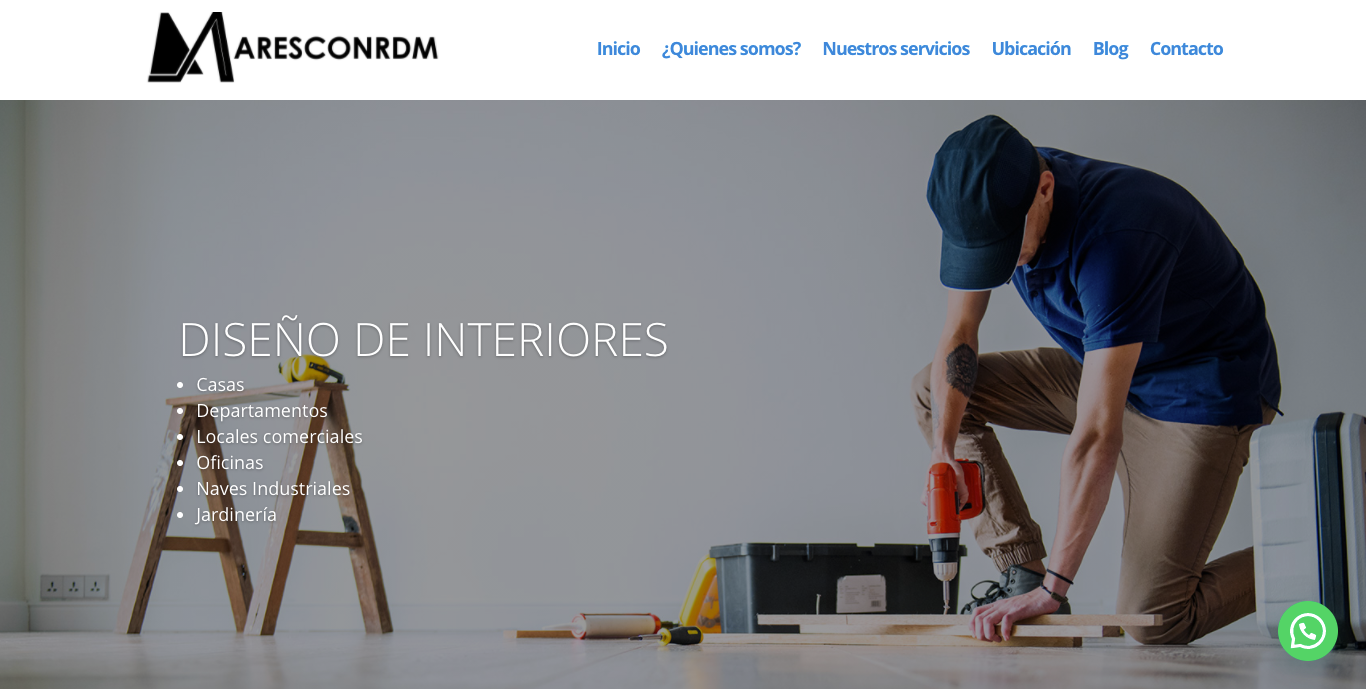 MARESCONRDM
Inicio ¿Quienes somos? Nuestros servicios Ubicación Blog Contacto
DISEÑO DE INTERIORES
Casas
Departamentos
Locales comerciales
Oficinas
Naves Industriales
Jardinería